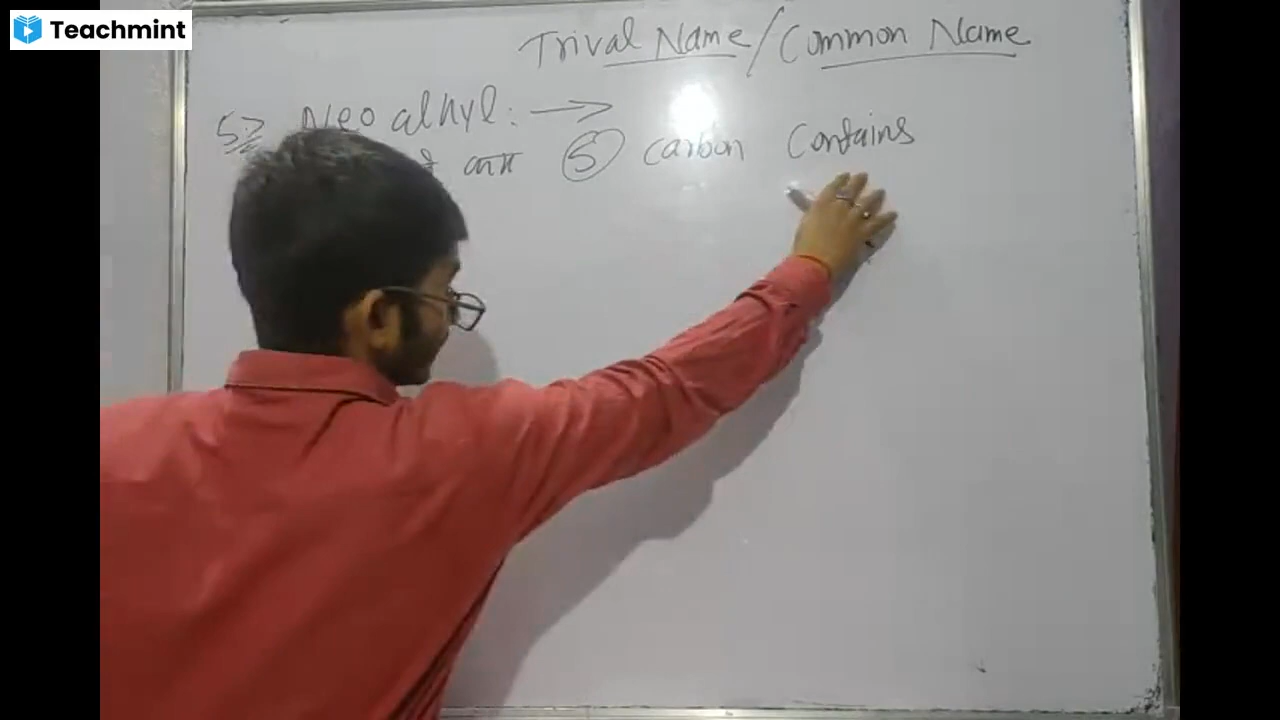 Teachmint
Trival Name/Common Name
5> Neo alkyl: →
5 carbon Contains